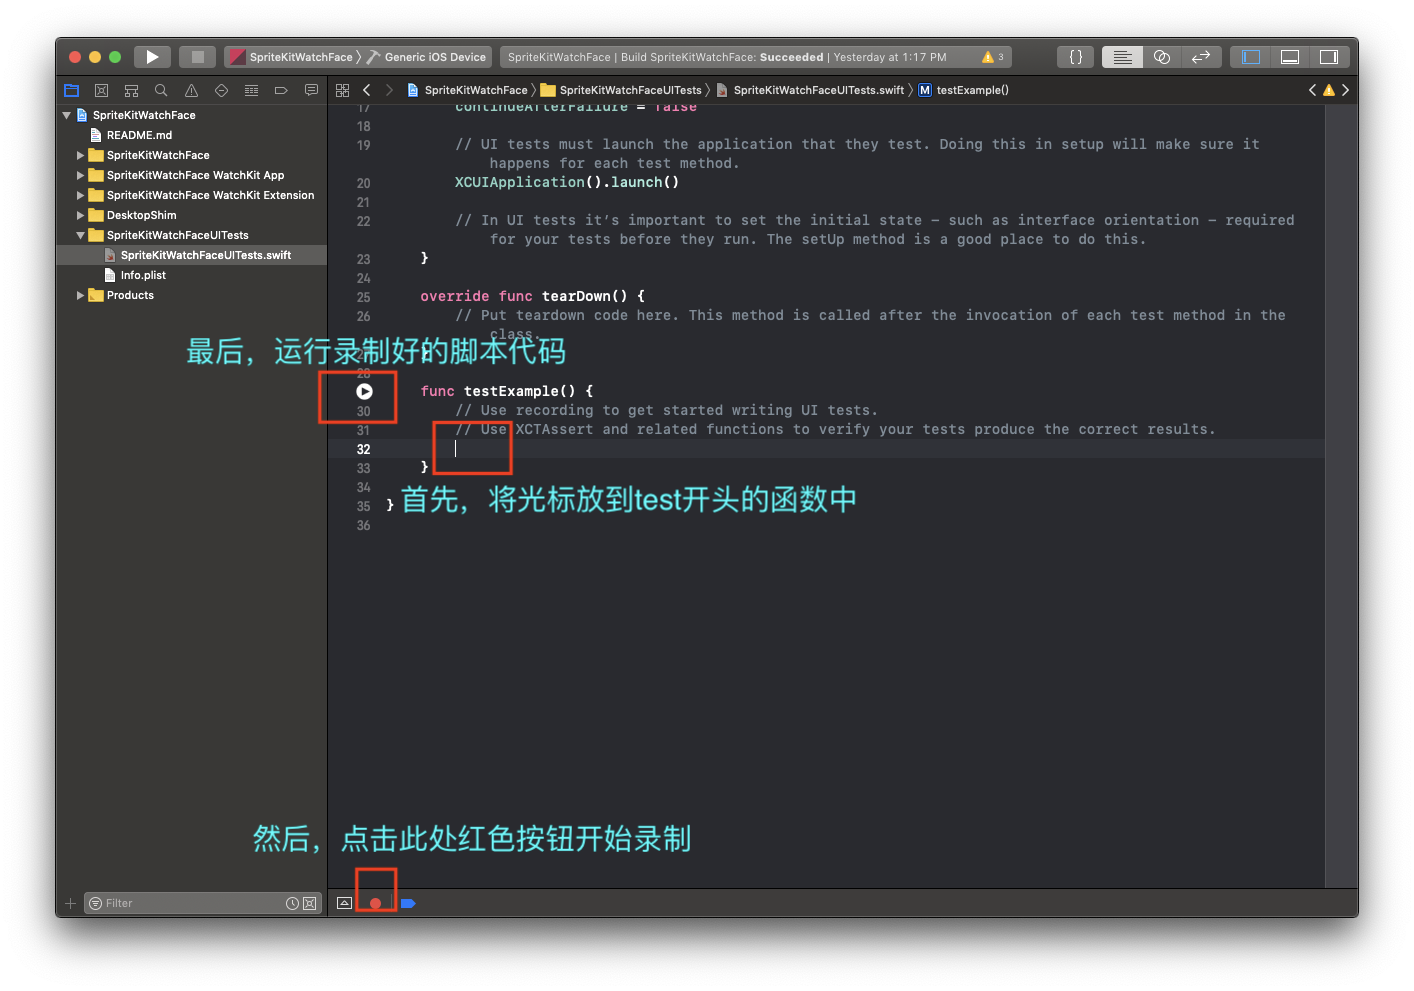 SpriteKitWatchFace 〉 Generic iOS Device
SpriteKitWatchFace | Build SpriteKitWatchFace: Succeeded | Yesterday at 1:17 PM
3
{ }
SpriteKitWatchFace 〉 SpriteKitWatchFaceUITests 〉 SpriteKitWatchFaceUITests.swift 〉 M testExample()
SpriteKitWatchFace
README.md
SpriteKitWatchFace
SpriteKitWatchFace WatchKit App
SpriteKitWatchFace WatchKit Extension
DesktopShim
SpriteKitWatchFaceUITests
SpriteKitWatchFaceUITests.swift
Info.plist
Products
17 continueAfterFailure = false
18
19 // UI tests must launch the application that they test. Doing this in setup will make sure it
happens for each test method.
20 XCUIApplication().launch()
21
22 // In UI tests it’s important to set the initial state – such as interface orientation – required
for your tests before they run. The setUp method is a good place to do this.
23 }
24
25 override func tearDown() {
26 // Put teardown code here. This method is called after the invocation of each test method in the
class.
最后，运行录制好的脚本代码
28
func testExample() {
30 // Use recording to get started writing UI tests.
31 // Use XCTAssert and related functions to verify your tests produce the correct results.
32
33 }
34
首先，将光标放到test开头的函数中
35 }
36
然后，点击此处红色按钮开始录制
Filter